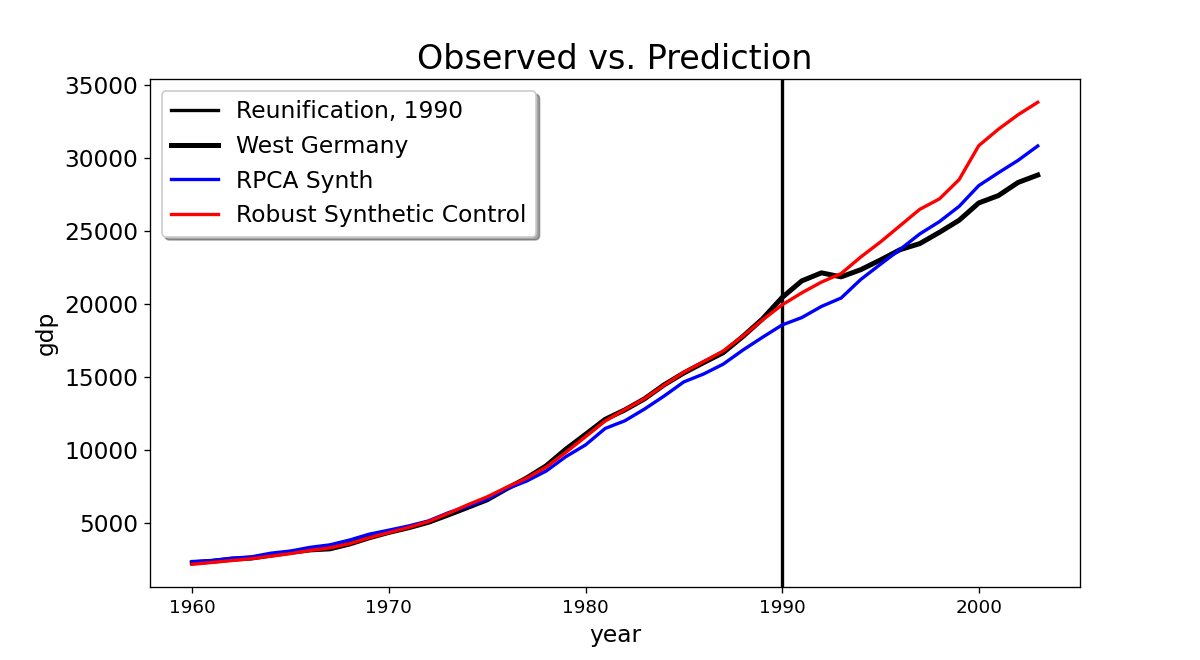 Observed vs. Prediction
35000
30000
25000
20000
15000
10000
5000
gdp
Reunification, 1990
West Germany
RPCA Synth
Robust Synthetic Control
1960 1970 1980 1990 2000
year